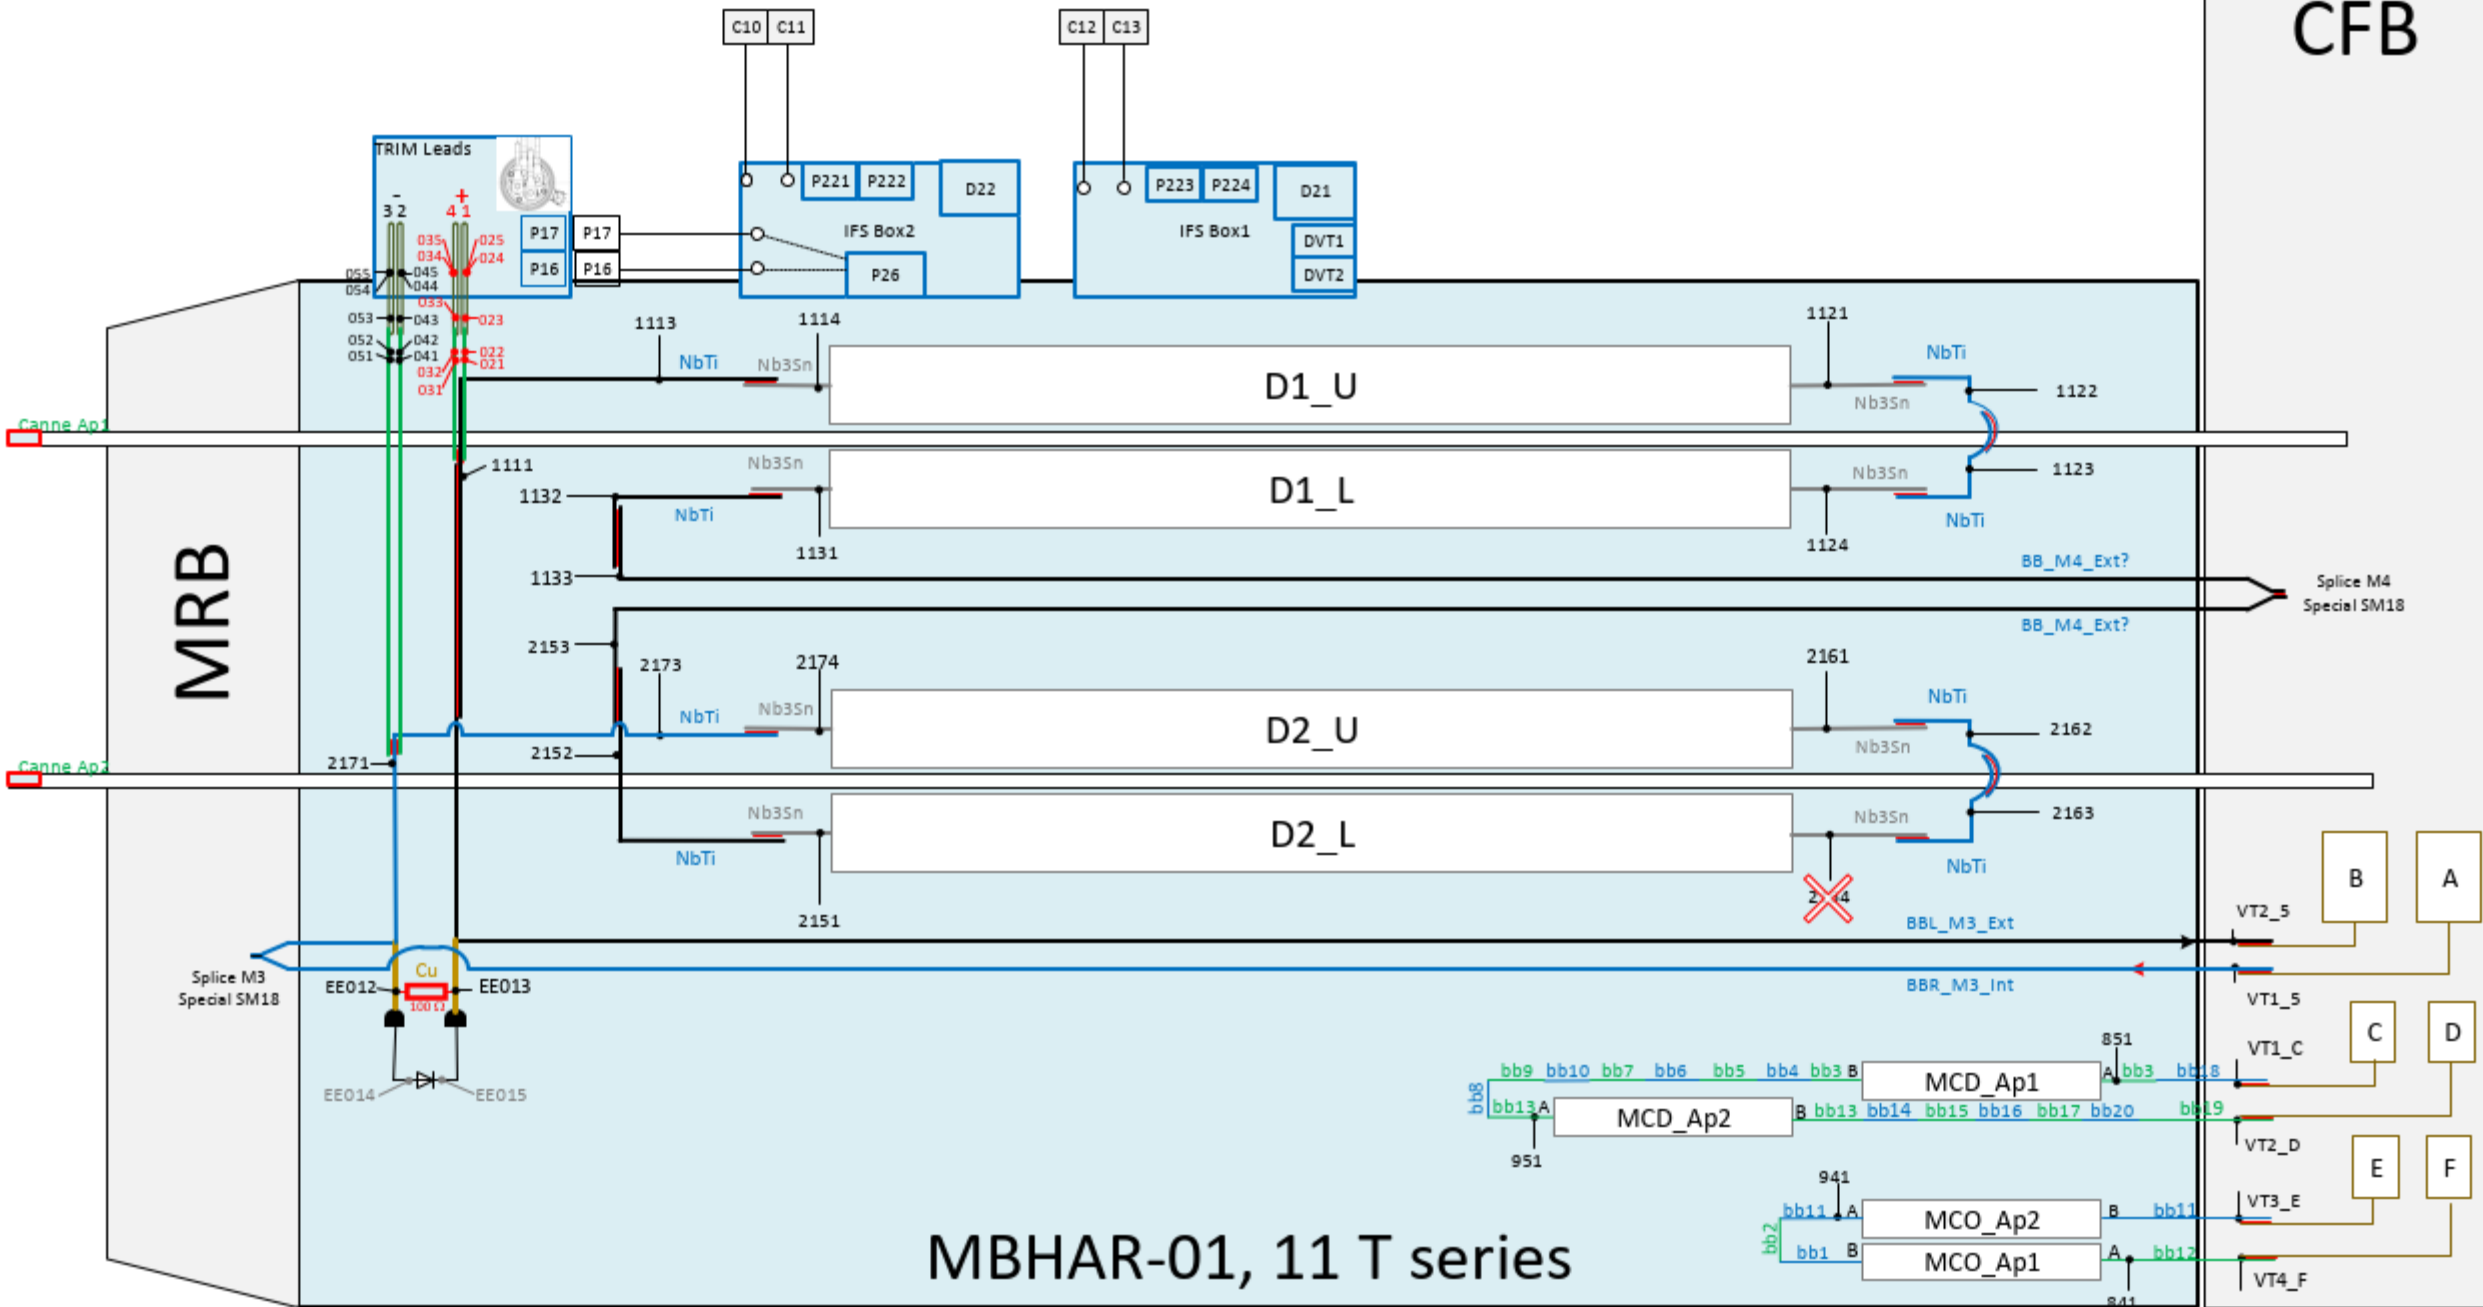 C10 C11
C12 C13
CFB
TRIM Leads
- +
3 2 4 1
P17 P17
P16 P16
P221 P222 D22
IFS Box2
P26
P223 P224 D21
IFS Box1
DVT1
DVT2
035 025
034 024
055 045
054 044
033
053 043 023
052 042 022
051 041 021
032
031
1113 1114 1121
NbTi Nb3Sn D1_U NbTi
Nb3Sn 1122
Canne Ap1
1111 Nb3Sn D1_L Nb3Sn 1123
1132
NbTi NbTi
1131 1124
1133 BB_M4_Ext?
Splice M4
Special SM18
BB_M4_Ext?
MRB
2153 2173 2174 2161
NbTi Nb3Sn D2_U NbTi
2162
2152 Nb3Sn
2171
Canne Ap2
Nb3Sn D2_L Nb3Sn 2163
NbTi NbTi
2151
B A
BBL_M3_Ext VT2_5
Splice M3
Special SM18
Cu
EE012 EE013
100 Ω
BBR_M3_Int VT1_5
EE014 EE015
C D
851 VT1_C
bb9 bb10 bb7 bb6 bb5 bb4 bb3 B MCD_Ap1 A bb3 bb18
bb8
bb13 A MCD_Ap2 B bb13 bb14 bb15 bb16 bb17 bb20 bb19
951 VT2_D
E F
941 VT3_E
bb11 A MCO_Ap2 B bb11
bb2
bb1 B MCO_Ap1 A bb12
841 VT4_F
MBHAR-01, 11 T series